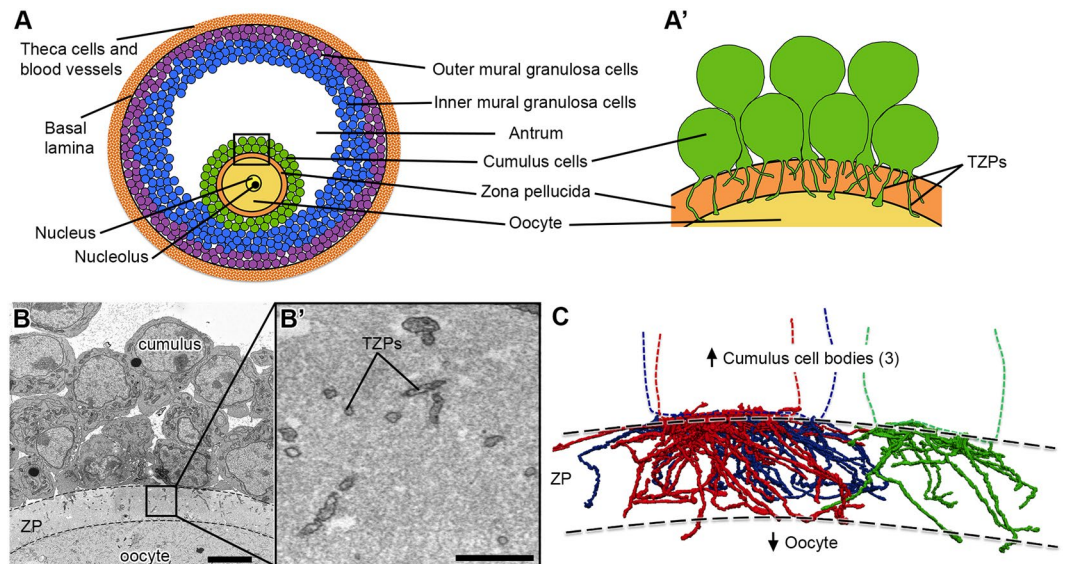 A
Theca cells and
blood vessels
Basal
lamina
Nucleus
Nucleolus
Outer mural granulosa cells
Inner mural granulosa cells
Antrum
Cumulus cells
Zona pellucida
Oocyte
A’
TZPs
B
cumulus
ZP
oocyte
B’
TZPs
C
Cumulus cell bodies (3)
ZP
Oocyte